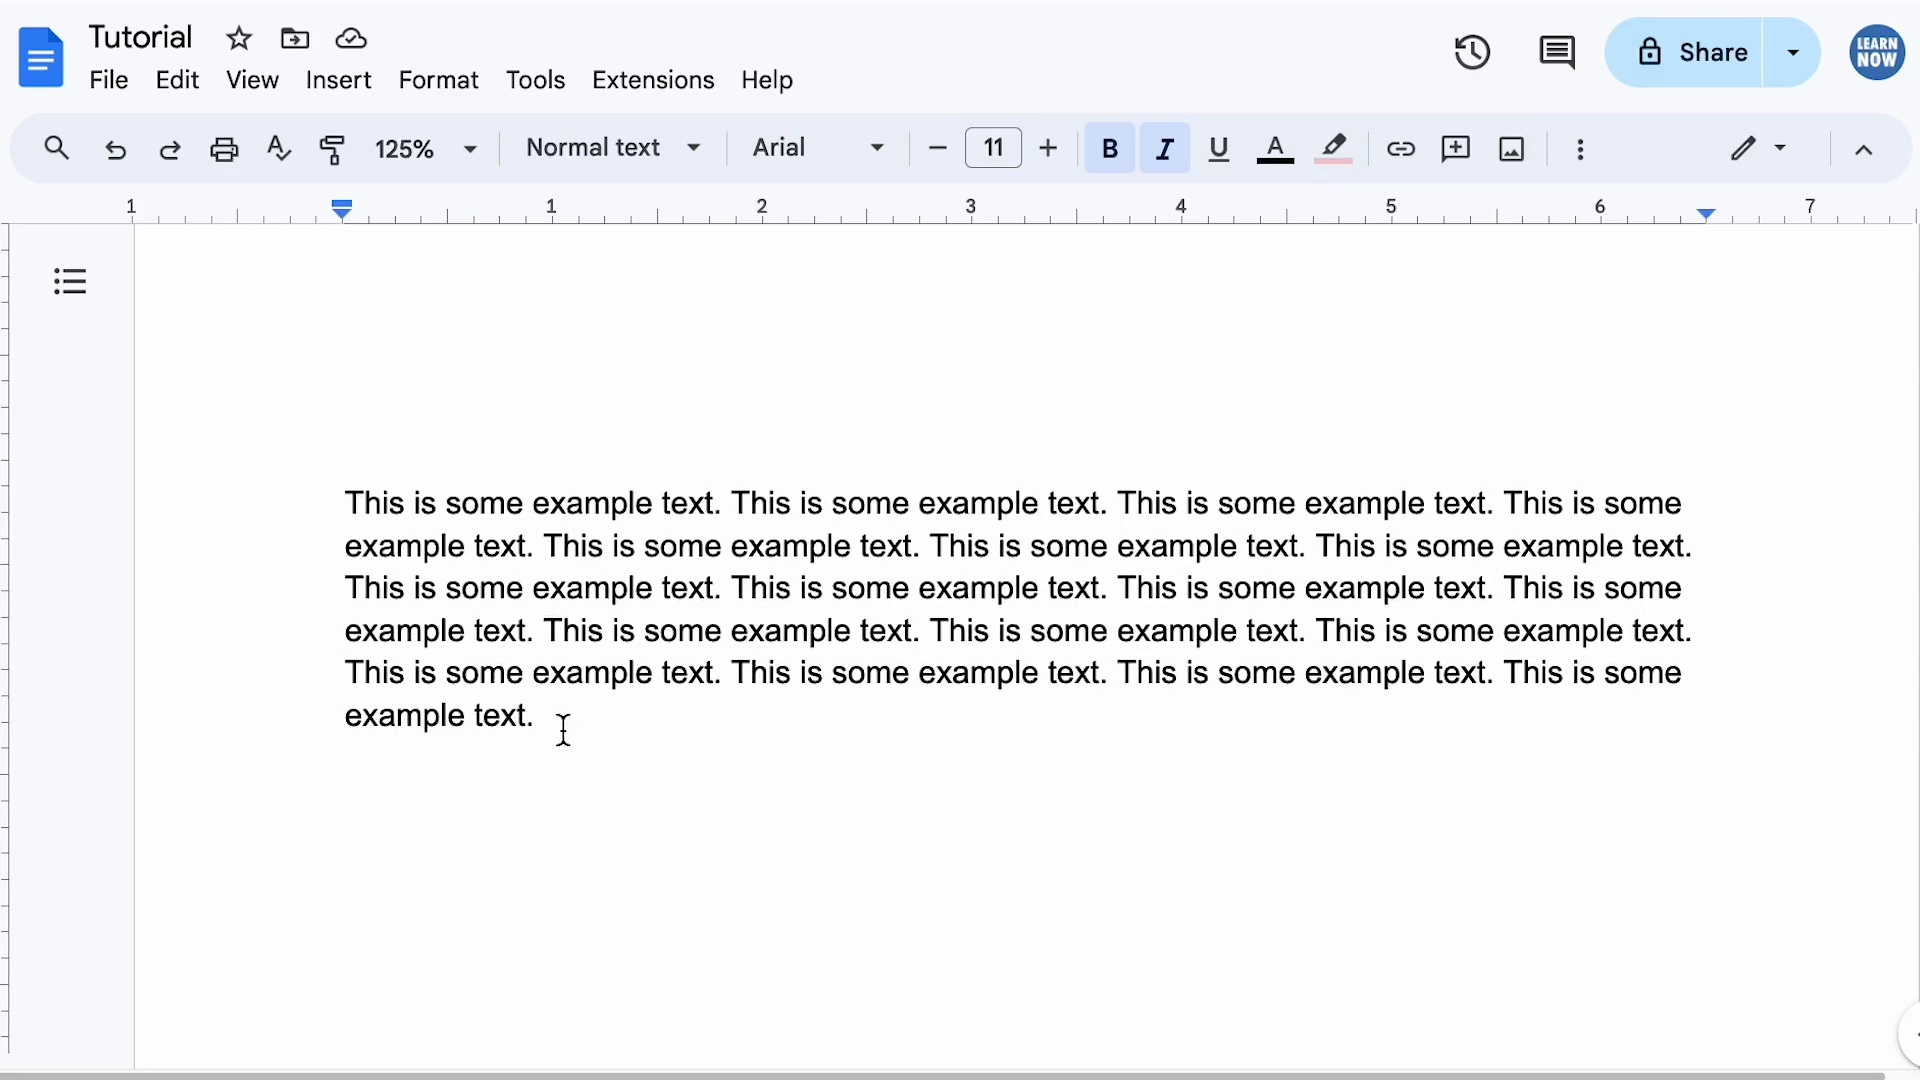 Tutorial
File Edit View Insert Format Tools Extensions Help
Share
LEARN
NOW
125% Normal text Arial 11 B I U A
1 1 2 3 4 5 6 7
This is some example text. This is some example text. This is some example text. This is some
example text. This is some example text. This is some example text. This is some example text.
This is some example text. This is some example text. This is some example text. This is some
example text. This is some example text. This is some example text. This is some example text.
This is some example text. This is some example text. This is some example text. This is some
example text.